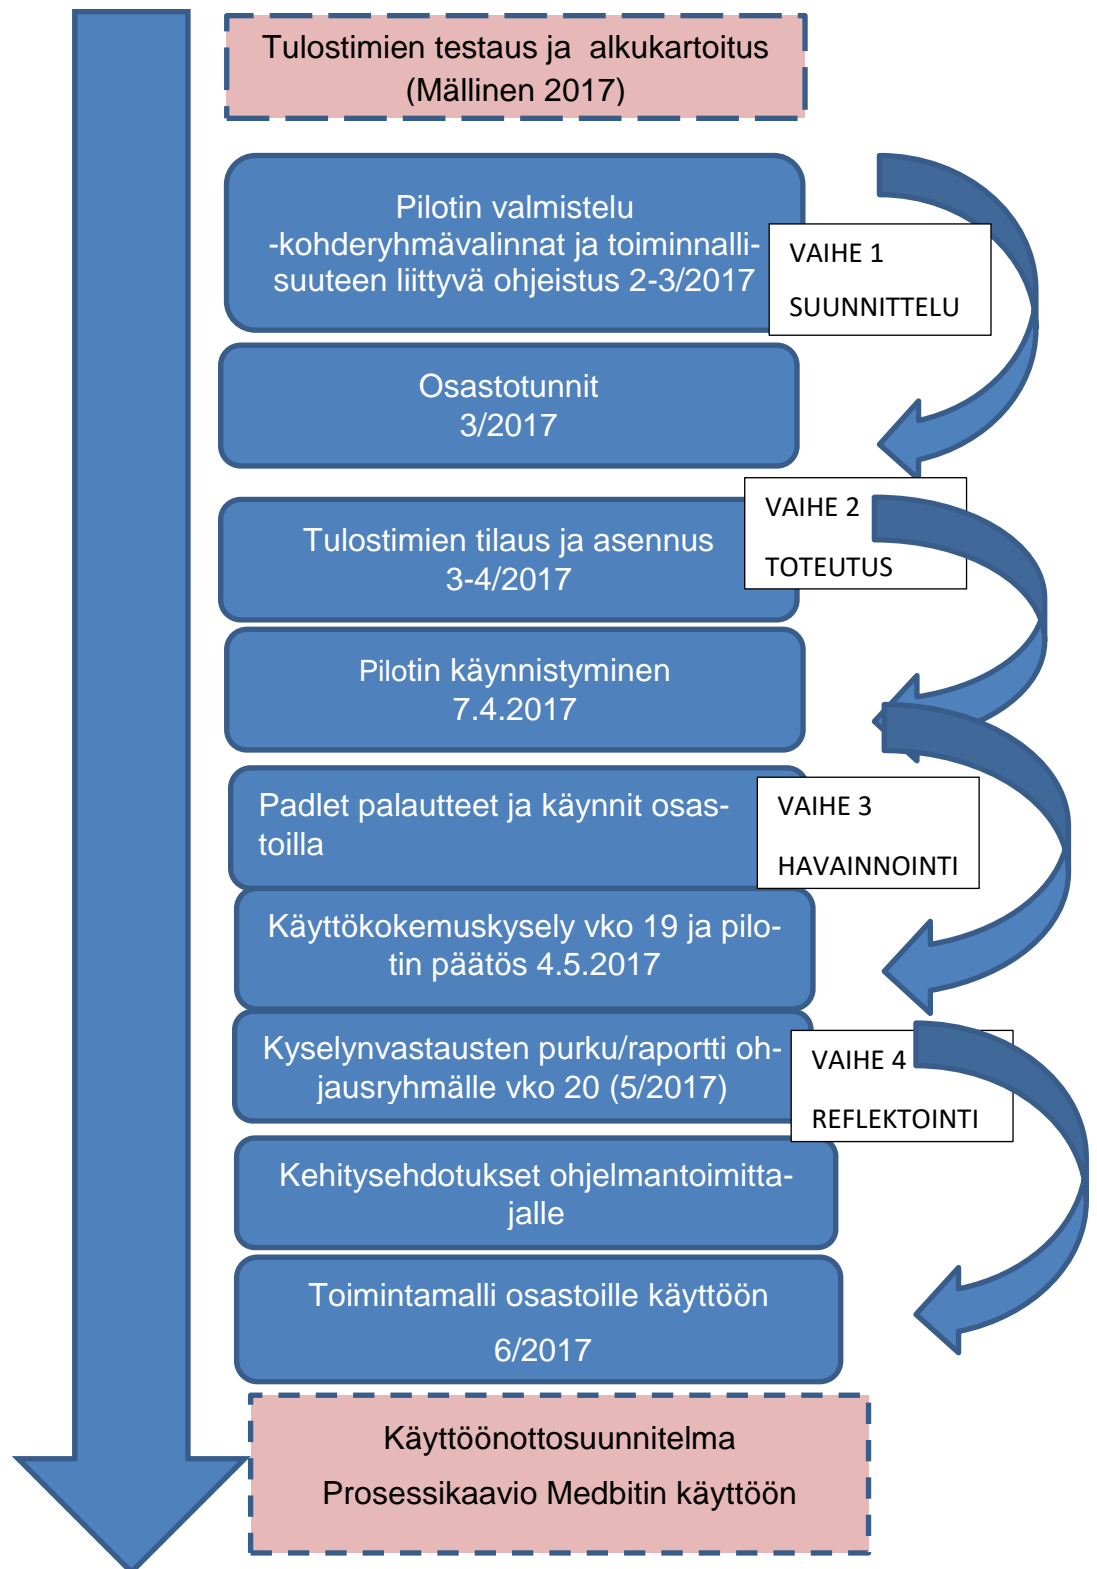 Tulostimien testaus ja alkukartoitus
(Mällinen 2017)
Pilotin valmistelu
-kohderyhmävalinnat ja toiminnalli-
suuteen liittyvä ohjeistus 2-3/2017
VAIHE 1
SUUNNITTELU
Osastotunnit
3/2017
VAIHE 2
TOTEUTUS
Tulostimien tilaus ja asennus
3-4/2017
Pilotin käynnistyminen
7.4.2017
Padlet palautteet ja käynnit osas-
toilla
VAIHE 3
HAVAINNOINTI
Käyttökokemuskysely vko 19 ja pilo-
tin päätös 4.5.2017
Kyselynvastausten purku/raportti oh-
jausryhmälle vko 20 (5/2017)
VAIHE 4
REFLEKTOINTI
Kehitysehdotukset ohjelmantoimitta-
jalle
Toimintamalli osastoille käyttöön
6/2017
Käyttöönottosuunnitelma
Prosessikaavio Medbitin käyttöön